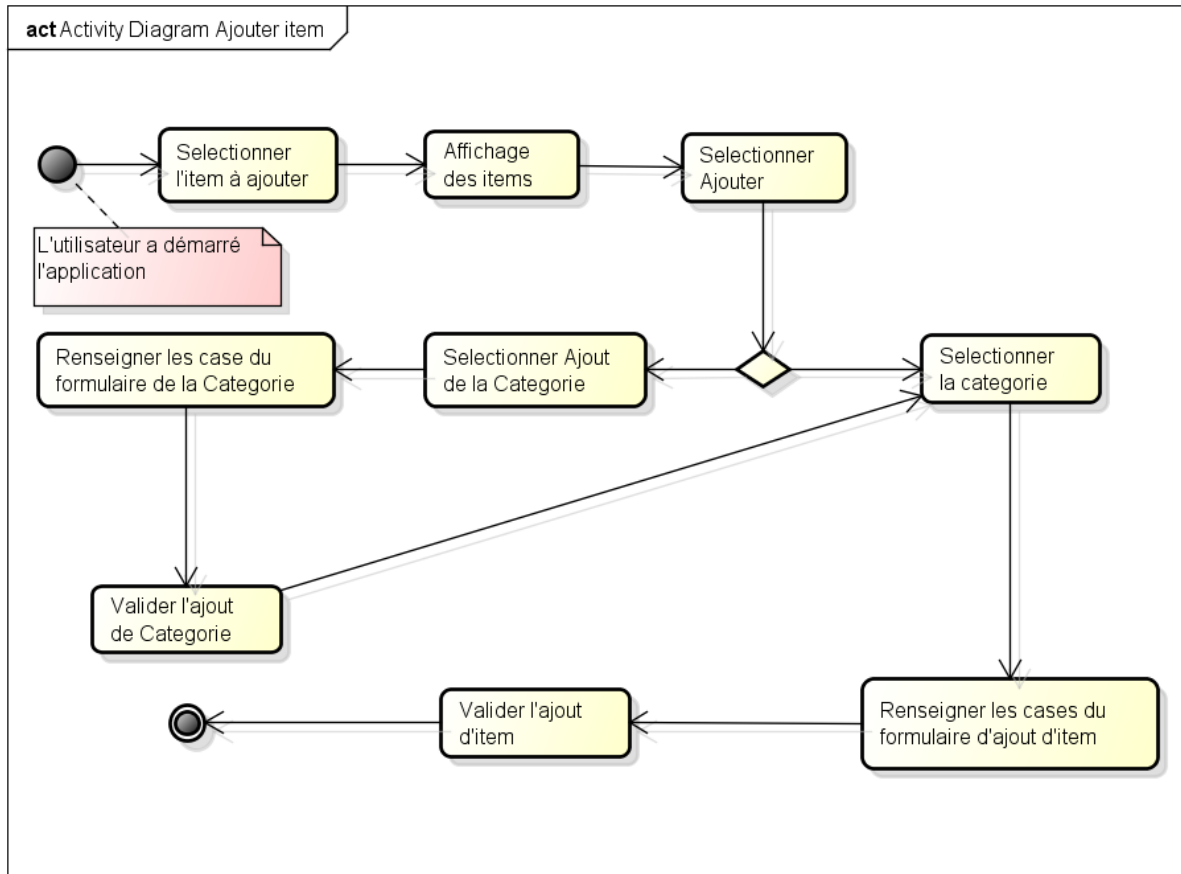 act Activity Diagram Ajouter item
Selectionner
l'item à ajouter
Affichage
des items
Selectionner
Ajouter
L'utilisateur a démarré
l'application
Renseigner les case du
formulaire de la Categorie
Selectionner Ajout
de la Categorie
Selectionner
la categorie
Valider l'ajout
de Categorie
Valider l'ajout
d'item
Renseigner les cases du
formulaire d'ajout d'item